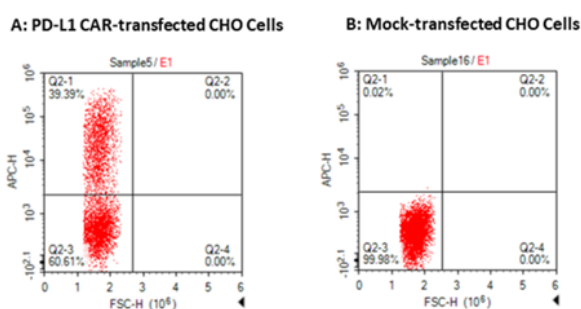 A: PD-L1 CAR-transfected CHO Cells
Sample5 / E1
Q2-1
39.39%
Q2-2
0.00%
Q2-3
60.61%
Q2-4
0.00%
APC-H
10^6
10^5
10^4
10^3
-10^2.1
0 1 2 3 4 5 6
FSC-H (10^6)
B: Mock-transfected CHO Cells
Sample16 / E1
Q2-1
0.02%
Q2-2
0.00%
Q2-3
99.98%
Q2-4
0.00%
APC-H
10^6
10^5
10^4
10^3
-10^2.1
0 1 2 3 4 5 6
FSC-H (10^6)